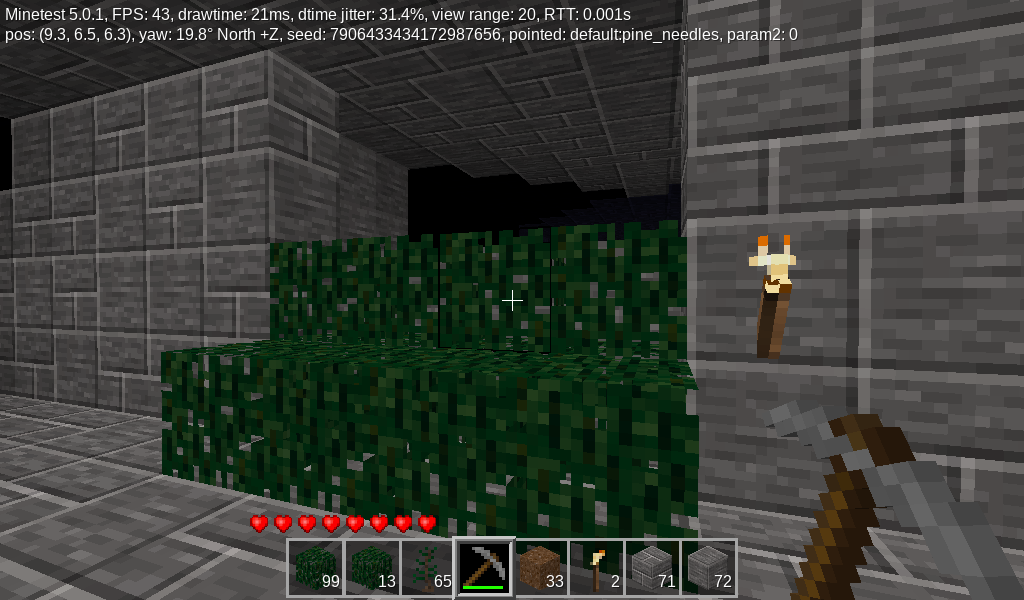 Minetest 5.0.1, FPS: 43, drawtime: 21ms, dtime jitter: 31.4%, view range: 20, RTT: 0.001s
pos: (9.3, 6.5, 6.3), yaw: 19.8° North +Z, seed: 7906433434172987656, pointed: default:pine_needles, param2: 0
99 13 65 33 2 71 72